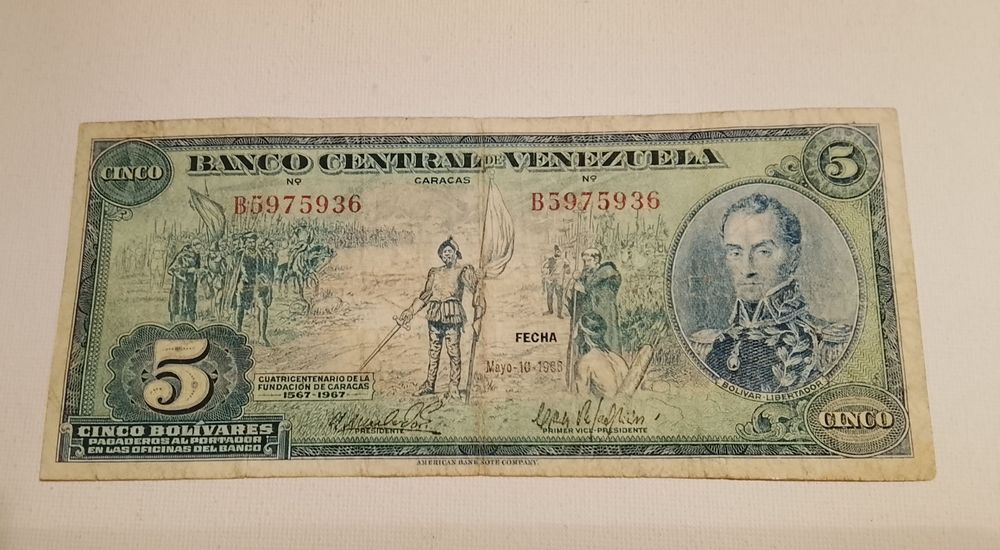 CINCO
BANCO CENTRAL DE VENEZUELA
5
Nº CARACAS Nº
B5975936 B5975936
FECHA
Mayo-10-1966
CUATRICENTENARIO DE LA
FUNDACIÓN DE CARACAS
1567-1967
5
BOLIVAR-LIBERTADOR
CINCO
CINCO BOLÍVARES
PAGADEROS AL PORTADOR
EN LAS OFICINAS DEL BANCO
PRESIDENTE
PRIMER VICE-PRESIDENTE
AMERICAN BANK NOTE COMPANY.